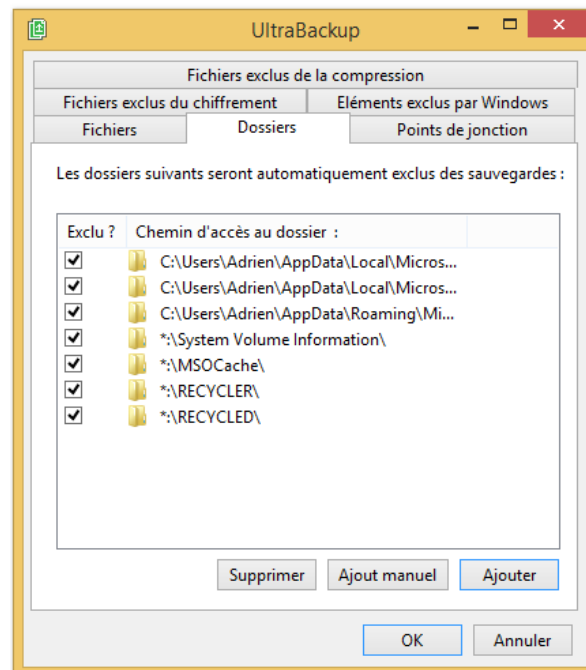 UltraBackup
Fichiers exclus de la compression
Fichiers exclus du chiffrement
Eléments exclus par Windows
Fichiers
Dossiers
Points de jonction
Les dossiers suivants seront automatiquement exclus des sauvegardes :
Exclu ? Chemin d'accès au dossier :
C:\Users\Adrien\AppData\Local\Micros...
C:\Users\Adrien\AppData\Local\Micros...
C:\Users\Adrien\AppData\Roaming\Mi...
*:\System Volume Information\
*:\MSOCache\
*:\RECYCLER\
*:\RECYCLED\
Supprimer
Ajout manuel
Ajouter
OK
Annuler